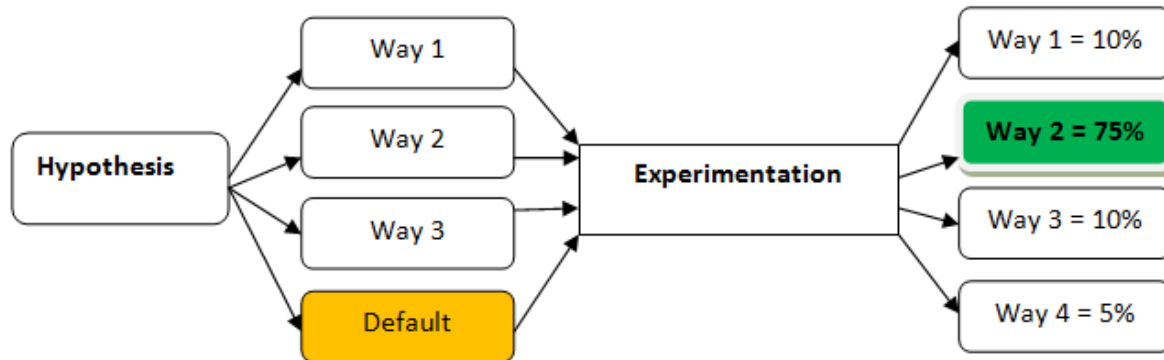 Hypothesis
Way 1
Way 2
Way 3
Default
Experimentation
Way 1 = 10%
Way 2 = 75%
Way 3 = 10%
Way 4 = 5%